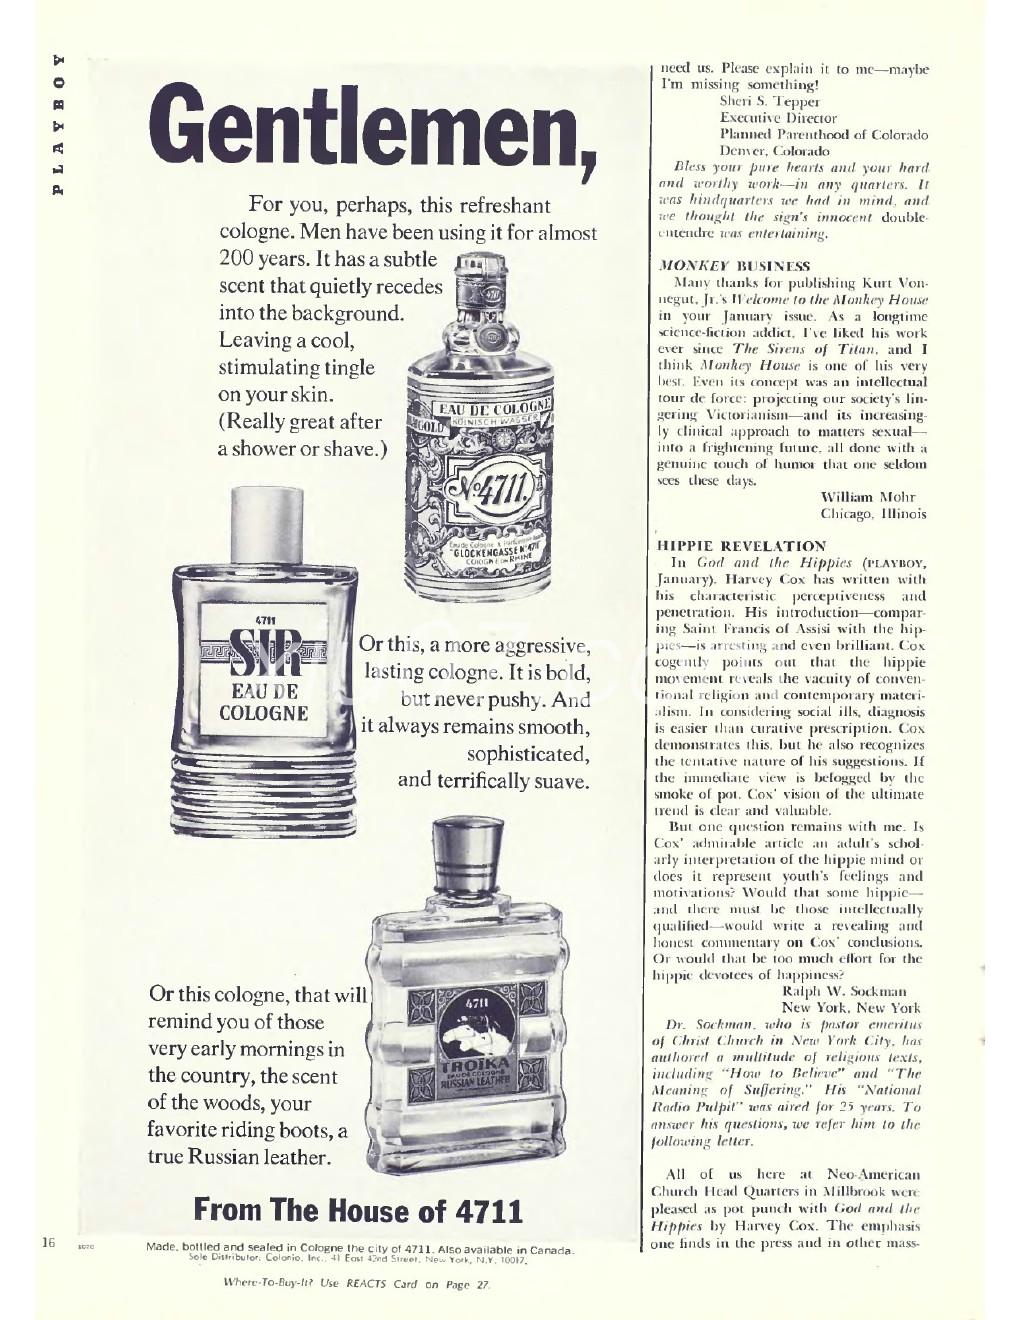 PLAYBOY
Gentlemen,
For you, perhaps, this refreshant
cologne. Men have been using it for almost
200 years. It has a subtle
scent that quietly recedes
into the background.
Leaving a cool,
stimulating tingle
on your skin.
(Really great after
a shower or shave.)
4711
EAU DE COLOGNE
KÖLNISCH WASSER
GOLD
No 4711.
Eau de Cologne & Parfümerie
"GLOCKENGASSE No 4711"
COLOGNE ON RHINE
4711
SIR
EAU DE
COLOGNE
Or this, a more aggressive,
lasting cologne. It is bold,
but never pushy. And
it always remains smooth,
sophisticated,
and terrifically suave.
4711
TROIKA
EAU DE COLOGNE
RUSSIAN LEATHER
Or this cologne, that will
remind you of those
very early mornings in
the country, the scent
of the woods, your
favorite riding boots, a
true Russian leather.
From The House of 4711
Made, bottled and sealed in Cologne the city of 4711. Also available in Canada.
Sole Distributor: Colonio, Inc., 41 East 42nd Street, New York, N.Y. 10017.
16
Where-To-Buy-It? Use REACTS Card on Page 27.
need us. Please explain it to me—maybe
I'm missing something!
Sheri S. Tepper
Executive Director
Planned Parenthood of Colorado
Denver, Colorado
Bless your pure hearts and your hard
and worthy work—in any quarters. It
was hindquarters we had in mind, and
we thought the sign's innocent double-
entendre was entertaining.
MONKEY BUSINESS
Many thanks for publishing Kurt Von-
negut, Jr.'s Welcome to the Monkey House
in your January issue. As a longtime
science-fiction addict, I've liked his work
ever since The Sirens of Titan, and I
think Monkey House is one of his very
best. Even its concept was an intellectual
tour de force: projecting our society's lin-
gering Victorianism—and its increasing-
ly clinical approach to matters sexual—
into a frightening future, all done with a
genuine touch of humor that one seldom
sees these days.
William Mohr
Chicago, Illinois
HIPPIE REVELATION
In God and the Hippies (PLAYBOY,
January), Harvey Cox has written with
his characteristic perceptiveness and
penetration. His introduction—compar-
ing Saint Francis of Assisi with the hip-
pies—is arresting and even brilliant. Cox
cogently points out that the hippie
movement reveals the vacuity of conven-
tional religion and contemporary materi-
alism. In considering social ills, diagnosis
is easier than curative prescription. Cox
demonstrates this, but he also recognizes
the tentative nature of his suggestions. If
the immediate view is befogged by the
smoke of pot, Cox' vision of the ultimate
trend is clear and valuable.
But one question remains with me. Is
Cox' admirable article an adult's schol-
arly interpretation of the hippie mind or
does it represent youth's feelings and
motivations? Would that some hippie—
and there must be those intellectually
qualified—would write a revealing and
honest commentary on Cox' conclusions.
Or would that be too much effort for the
hippie devotees of happiness?
Ralph W. Sockman
New York, New York
Dr. Sockman, who is pastor emeritus
of Christ Church in New York City, has
authored a multitude of religious texts,
including "How to Believe" and "The
Meaning of Suffering." His "National
Radio Pulpit" was aired for 25 years. To
answer his questions, we refer him to the
following letter.
All of us here at Neo-American
Church Head Quarters in Millbrook were
pleased as pot punch with God and the
Hippies by Harvey Cox. The emphasis
one finds in the press and in other mass-